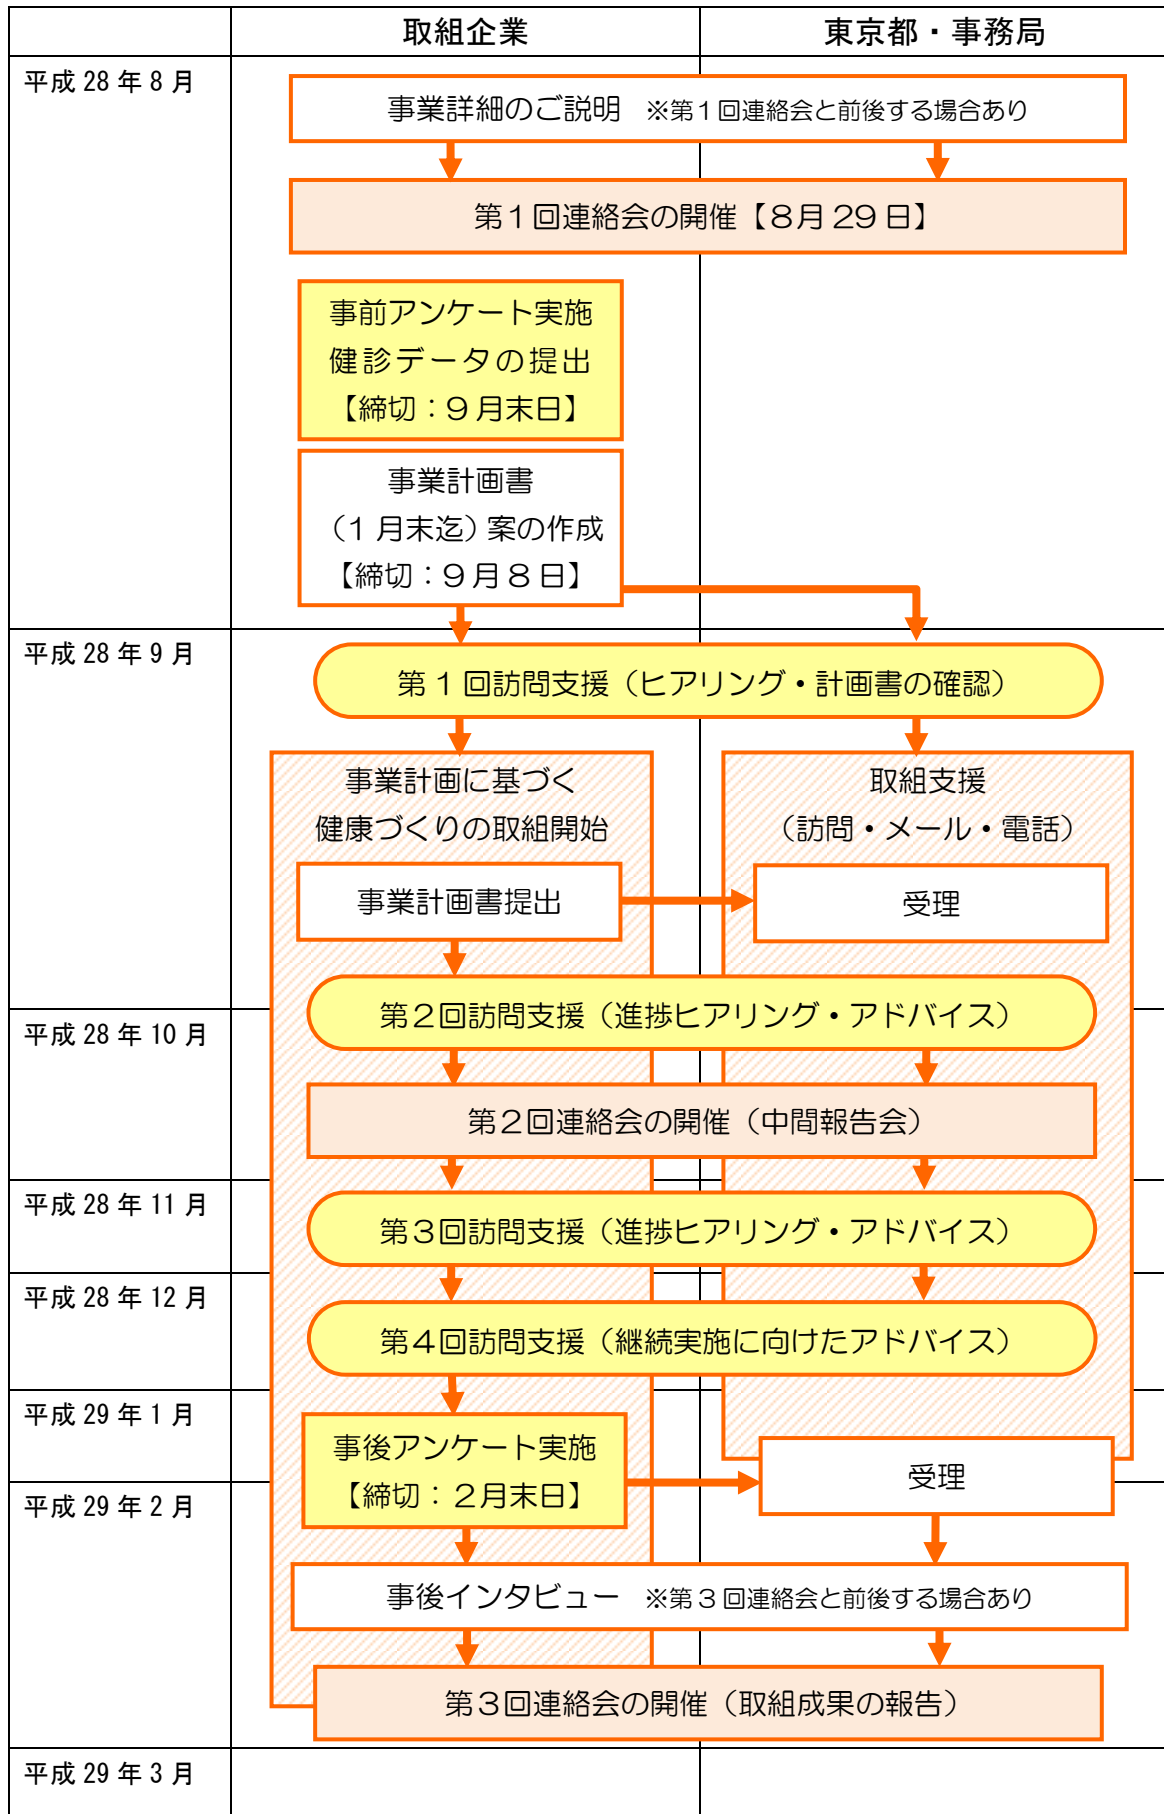 取組企業
東京都・事務局
平成 28 年 8 月
事業詳細のご説明 ※第1回連絡会と前後する場合あり
第1回連絡会の開催【8月 29 日】
事前アンケート実施
健診データの提出
【締切：9月末日】
事業計画書
（1 月末迄）案の作成
【締切：9月8日】
平成 28 年 9 月
第1回訪問支援（ヒアリング・計画書の確認）
事業計画に基づく
健康づくりの取組開始
取組支援
（訪問・メール・電話）
事業計画書提出
受理
第2回訪問支援（進捗ヒアリング・アドバイス）
平成 28 年 10 月
第2回連絡会の開催（中間報告会）
平成 28 年 11 月
第3回訪問支援（進捗ヒアリング・アドバイス）
平成 28 年 12 月
第4回訪問支援（継続実施に向けたアドバイス）
平成 29 年 1 月
事後アンケート実施
【締切：2月末日】
受理
平成 29 年 2 月
事後インタビュー ※第3回連絡会と前後する場合あり
第3回連絡会の開催（取組成果の報告）
平成 29 年 3 月